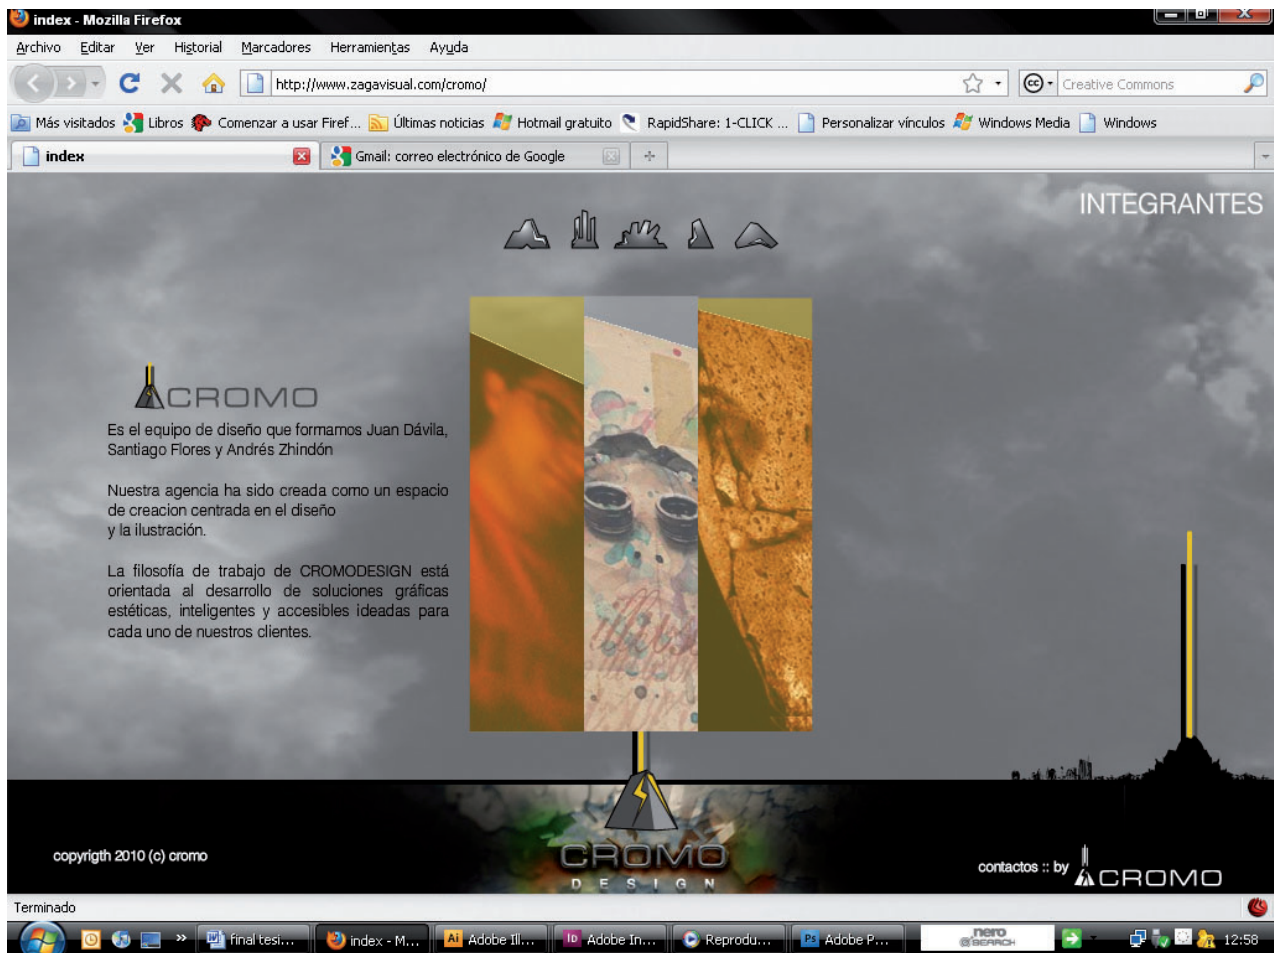 index - Mozilla Firefox
Archivo Editar Ver Historial Marcadores Herramientas Ayuda
http://www.zagavisual.com/cromo/
Creative Commons
Más visitados Libros Comenzar a usar Firef... Últimas noticias Hotmail gratuito RapidShare: 1-CLICK ... Personalizar vínculos Windows Media Windows
index Gmail: correo electrónico de Google
INTEGRANTES
CROMO
Es el equipo de diseño que formamos Juan Dávila,
Santiago Flores y Andrés Zhindón
Nuestra agencia ha sido creada como un espacio
de creacion centrada en el diseño
y la ilustración.
La filosofía de trabajo de CROMODESIGN está
orientada al desarrollo de soluciones gráficas
estéticas, inteligentes y accesibles ideadas para
cada uno de nuestros clientes.
CROMO
DESIGN
copyrigth 2010 (c) cromo
contactos :: by CROMO
Terminado
final tesi... index - M... Ai Adobe Ill... Id Adobe In... Reprodu... Ps Adobe P... nero SEARCH 12:58